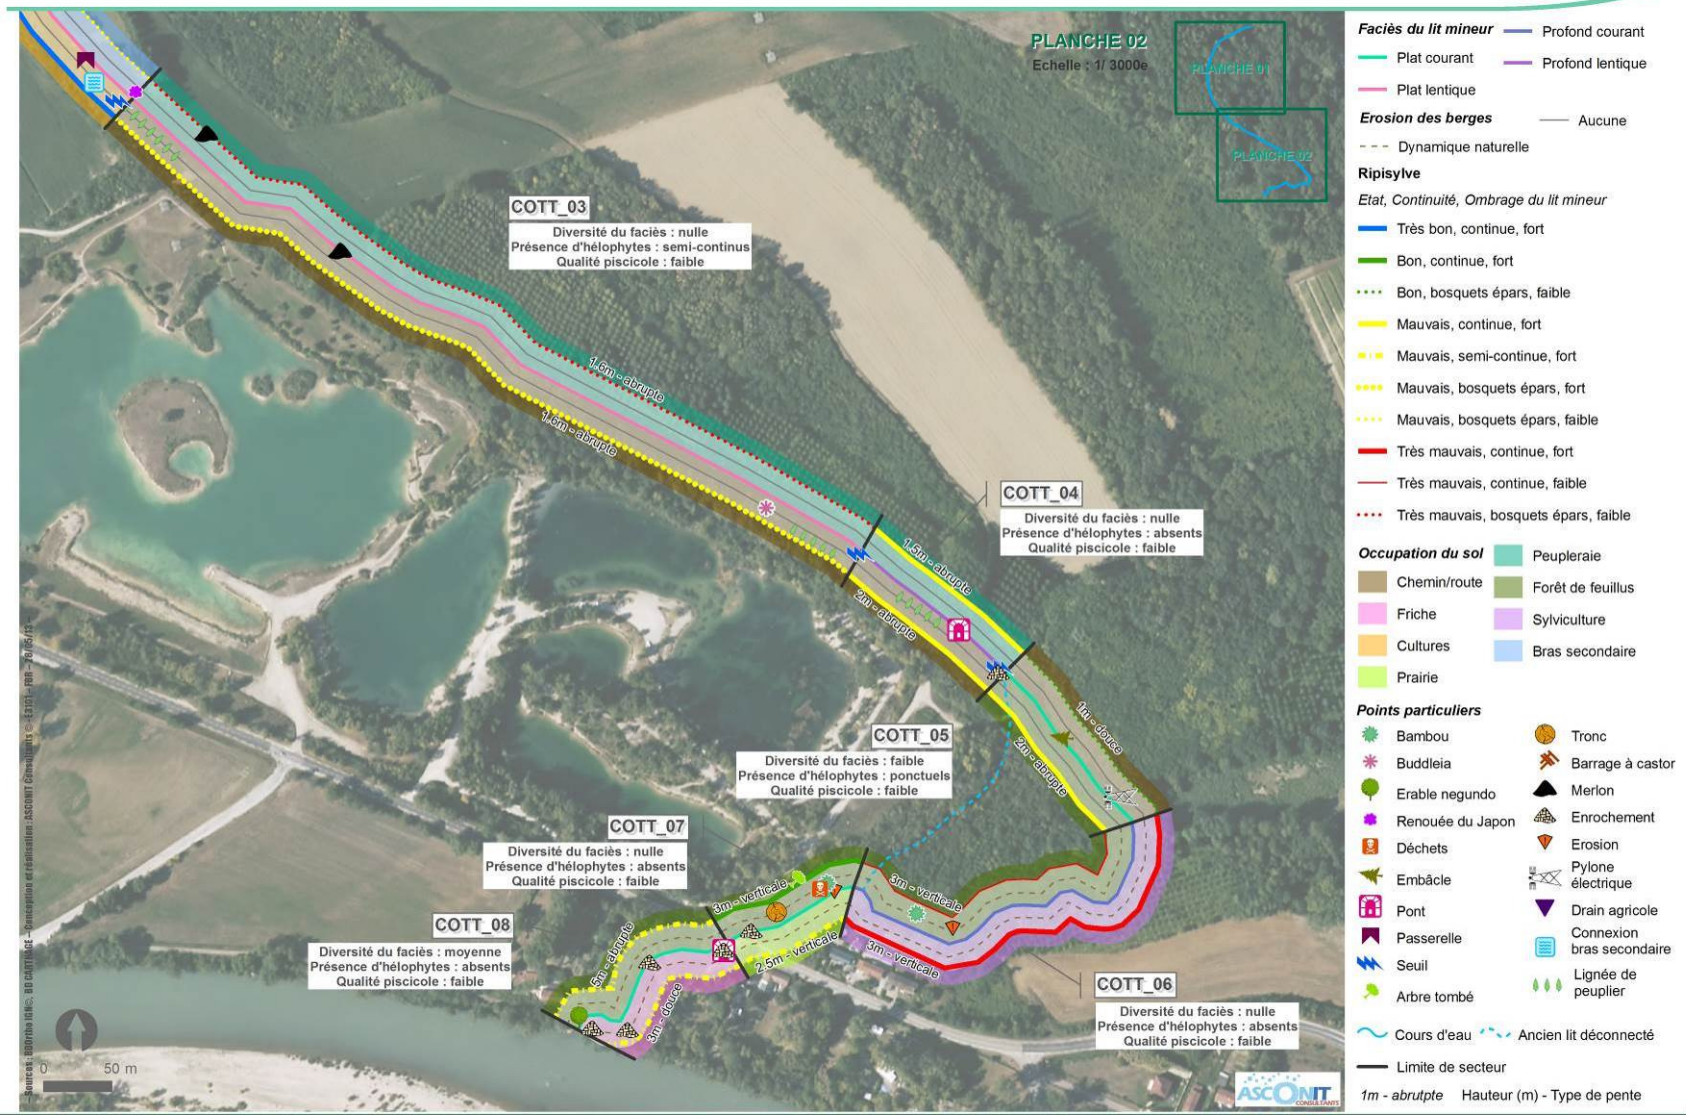 PLANCHE 02
Echelle : 1/ 3000e
PLANCHE 01
PLANCHE 02
COTT_03
Diversité du faciès : nulle
Présence d'hélophytes : semi-continus
Qualité piscicole : faible
1.6m - abrupte
1.6m - abrupte
COTT_04
Diversité du faciès : nulle
Présence d'hélophytes : absents
Qualité piscicole : faible
1.5m - abrupte
2m - abrupte
COTT_05
Diversité du faciès : faible
Présence d'hélophytes : ponctuels
Qualité piscicole : faible
1m - douce
2m - abrupte
COTT_07
Diversité du faciès : nulle
Présence d'hélophytes : absents
Qualité piscicole : faible
3m - verticale
2.5m - verticale
3m - verticale
3m - verticale
COTT_08
Diversité du faciès : moyenne
Présence d'hélophytes : absents
Qualité piscicole : faible
5m - abrupte
3m - douce
COTT_06
Diversité du faciès : nulle
Présence d'hélophytes : absents
Qualité piscicole : faible
0 50 m
ASCONIT
CONSULTANTS
Faciès du lit mineur
Profond courant
Plat courant
Profond lentique
Plat lentique
Erosion des berges
Aucune
Dynamique naturelle
Ripisylve
Etat, Continuité, Ombrage du lit mineur
Très bon, continue, fort
Bon, continue, fort
Bon, bosquets épars, faible
Mauvais, continue, fort
Mauvais, semi-continue, fort
Mauvais, bosquets épars, fort
Mauvais, bosquets épars, faible
Très mauvais, continue, fort
Très mauvais, continue, faible
Très mauvais, bosquets épars, faible
Occupation du sol
Peupleraie
Chemin/route
Forêt de feuillus
Friche
Sylviculture
Cultures
Bras secondaire
Prairie
Points particuliers
Bambou
Tronc
Buddleia
Barrage à castor
Erable negundo
Merlon
Renouée du Japon
Enrochement
Déchets
Erosion
Embâcle
Pylone
électrique
Pont
Drain agricole
Passerelle
Connexion
bras secondaire
Seuil
Lignée de
peuplier
Arbre tombé
Cours d'eau
Ancien lit déconnecté
Limite de secteur
1m - abrutpte Hauteur (m) - Type de pente